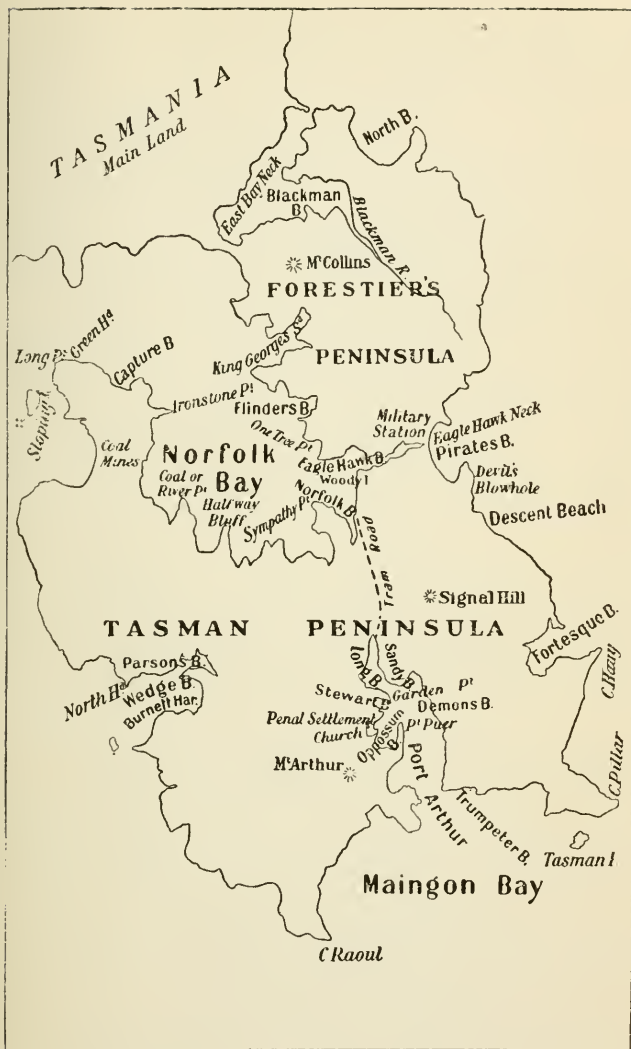 TASMANIA
Main Land
North B.
East Bay Neck
Blackman
B.
Blackman R.
Mt Collins
FORESTIER'S
PENINSULA
King Georges Sd
Long Pt
Green Hd
Capture B
Ironstone Pt
Flinders B.
One Tree Pt
Military
Station
Eagle Hawk Neck
Pirates B.
Sloping I.
Coal
Mines
Norfolk
Bay
Eagle Hawk B.
Woody I
Coal or
River Pt
Halfway
Bluff
Sympathy Pt
Norfolk B.
Devil's
Blowhole
Descent Beach
Tram Road
Signal Hill
TASMAN PENINSULA
Fortesque B.
C. Hauy
Parsons B.
North Hd
Wedge B.
Burnett Har.
Long B.
Sandy B.
Stewart B.
Garden Pt
Demons B.
Penal Settlement
Church
Oppossum
B.
Pt Puer
Mt Arthur
Port
Arthur
C. Pillar
Trumpeter B.
Tasman I.
Maingon Bay
C Raoul